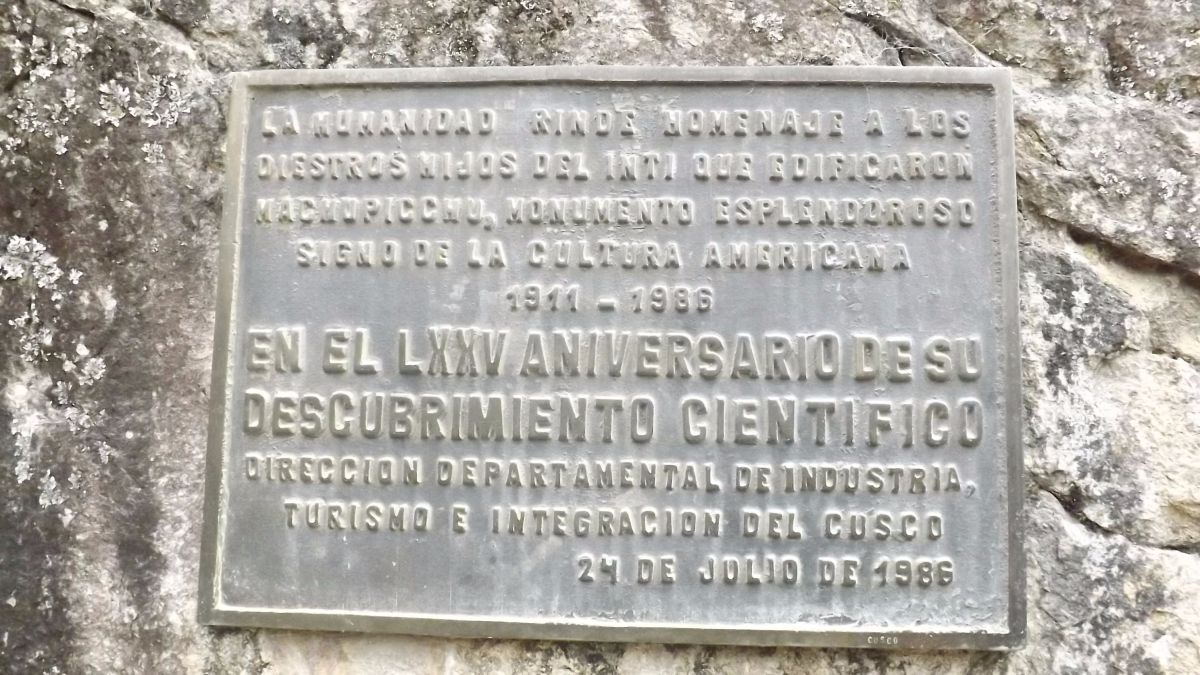 LA HUMANIDAD RINDE HOMENAJE A LOS
DIESTROS HIJOS DEL INTI QUE EDIFICARON
MACHUPICCHU, MONUMENTO ESPLENDOROSO
SIGNO DE LA CULTURA AMERICANA
1911 - 1986
EN EL LXXV ANIVERSARIO DE SU
DESCUBRIMIENTO CIENTÍFICO
DIRECCION DEPARTAMENTAL DE INDUSTRIA,
TURISMO E INTEGRACION DEL CUSCO
24 DE JULIO DE 1986
CUSCO